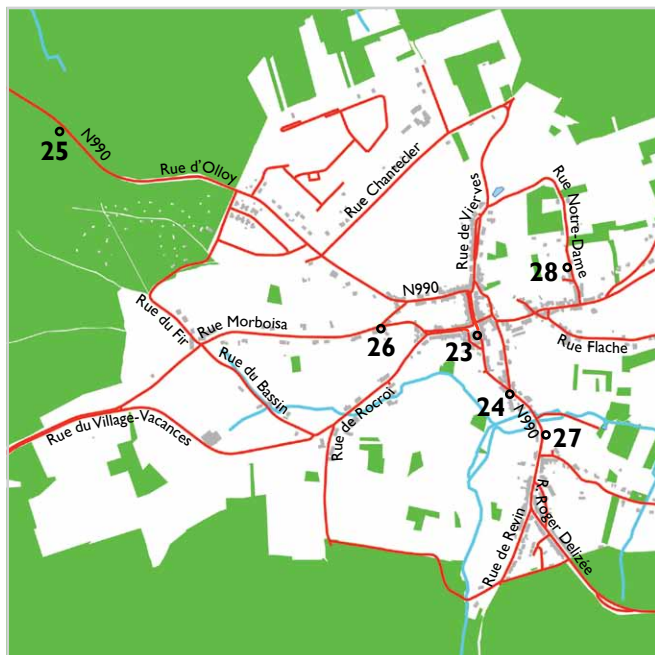 N990
25
Rue d'Olloy
Rue Chantecler
Rue de Vierves
Rue Notre-Dame
28
N990
Rue du Fir
Rue Morboisa
26
23
Rue Flache
Rue du Bassin
24
N990
Rue de Rocroi
Rue du Village-Vacances
27
R. Roger Delizée
Rue de Revin